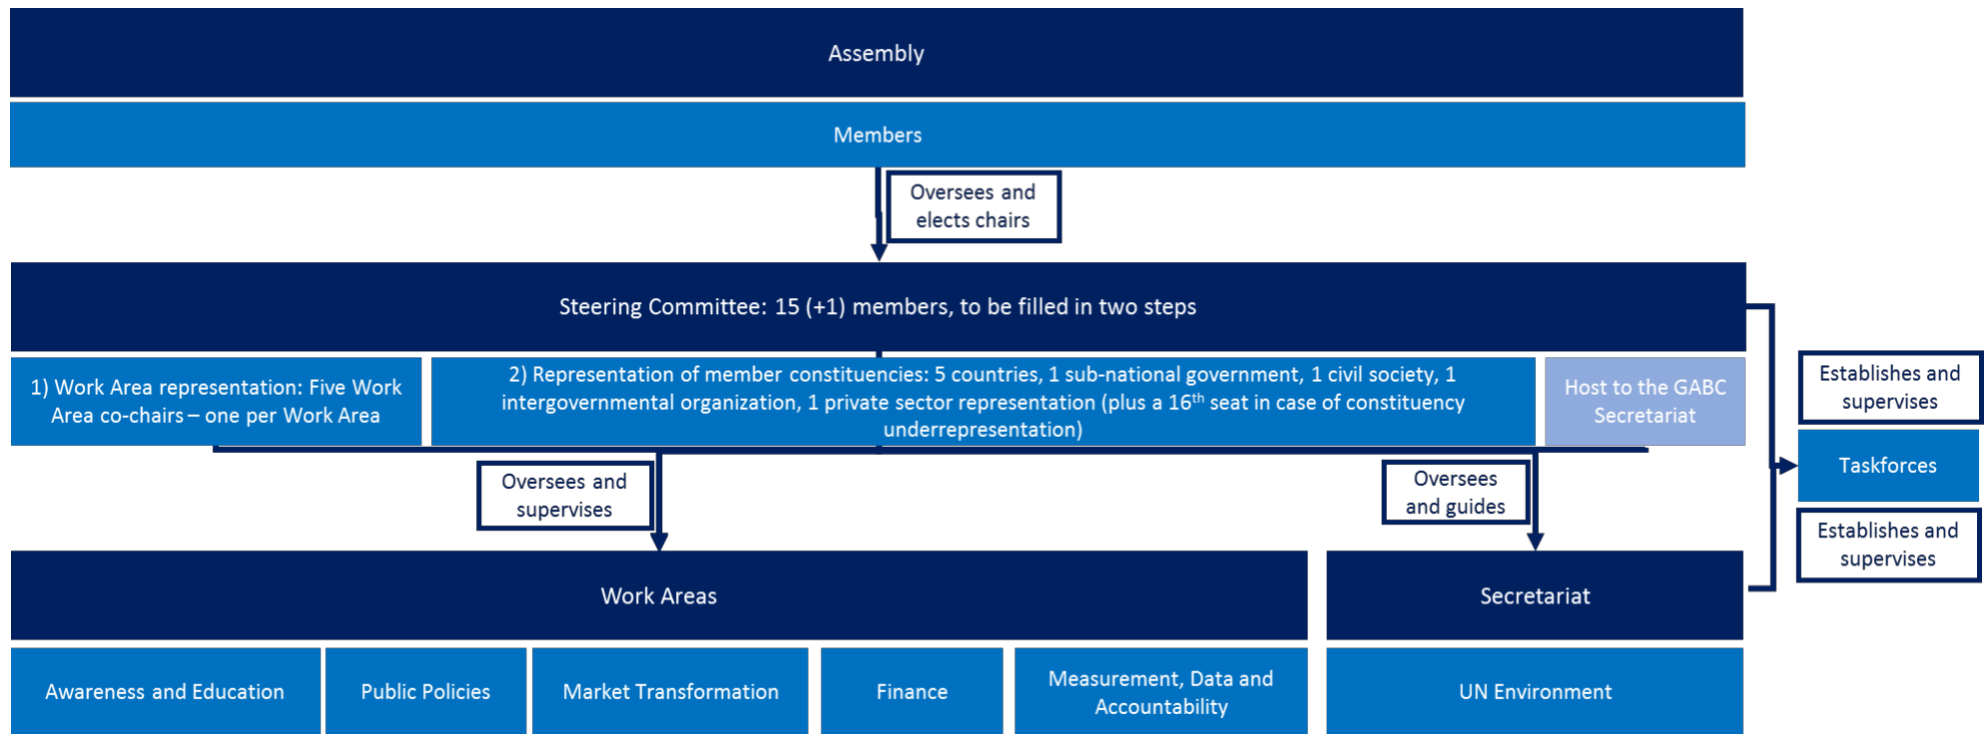 Assembly
Members
Oversees and
elects chairs
Steering Committee: 15 (+1) members, to be filled in two steps
1) Work Area representation: Five Work
Area co-chairs – one per Work Area
2) Representation of member constituencies: 5 countries, 1 sub-national government, 1 civil society, 1
intergovernmental organization, 1 private sector representation (plus a 16th seat in case of constituency
underrepresentation)
Host to the GABC
Secretariat
Establishes and
supervises
Taskforces
Establishes and
supervises
Oversees and
supervises
Oversees
and guides
Work Areas
Secretariat
Awareness and Education
Public Policies
Market Transformation
Finance
Measurement, Data and
Accountability
UN Environment